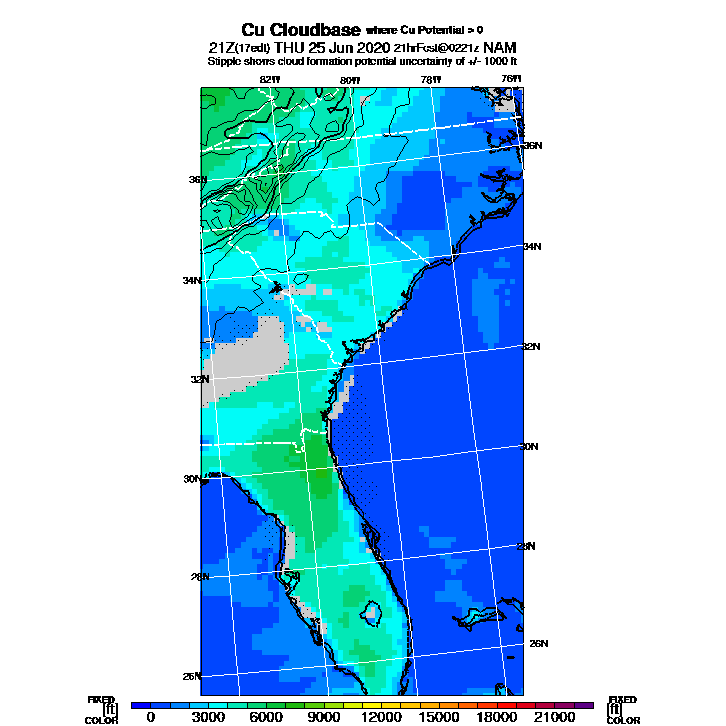 Cu Cloudbase where Cu Potential > 0
21Z(17edt) THU 25 Jun 2020 21hrFcst@0221z NAM
Stipple shows cloud formation potential uncertainty of +/- 1000 ft
82W 80W 78W 76W
36N
36N
34N
34N
32N
32N
30N
30N
28N
28N
26N
26N
FIXED FIXED
[ft] [ft]
COLOR COLOR
0 3000 6000 9000 12000 15000 18000 21000